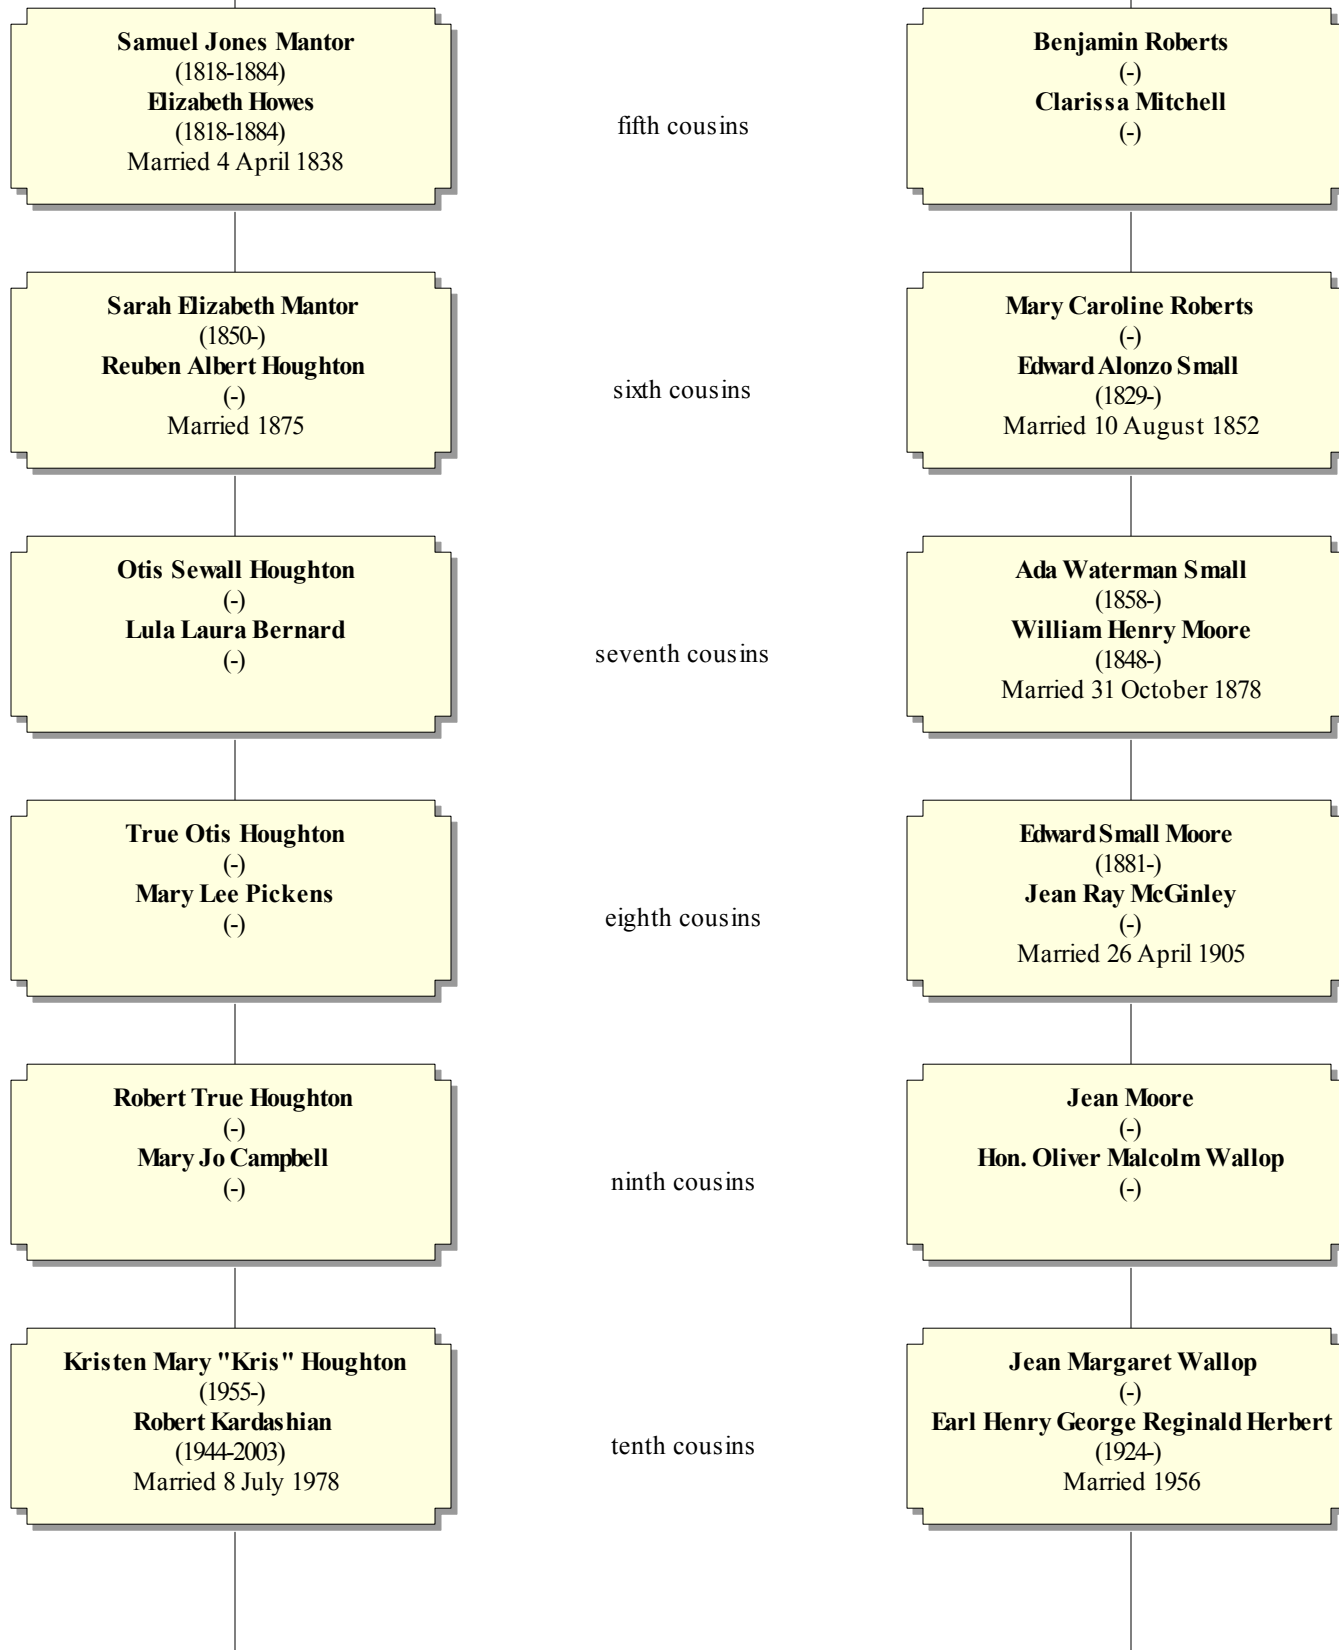 Samuel Jones Mantor
(1818-1884)
Elizabeth Howes
(1818-1884)
Married 4 April 1838
fifth cousins
Benjamin Roberts
(-)
Clarissa Mitchell
(-)
Sarah Elizabeth Mantor
(1850-)
Reuben Albert Houghton
(-)
Married 1875
sixth cousins
Mary Caroline Roberts
(-)
Edward Alonzo Small
(1829-)
Married 10 August 1852
Otis Sewall Houghton
(-)
Lula Laura Bernard
(-)
seventh cousins
Ada Waterman Small
(1858-)
William Henry Moore
(1848-)
Married 31 October 1878
True Otis Houghton
(-)
Mary Lee Pickens
(-)
eighth cousins
Edward Small Moore
(1881-)
Jean Ray McGinley
(-)
Married 26 April 1905
Robert True Houghton
(-)
Mary Jo Campbell
(-)
ninth cousins
Jean Moore
(-)
Hon. Oliver Malcolm Wallop
(-)
Kristen Mary "Kris" Houghton
(1955-)
Robert Kardashian
(1944-2003)
Married 8 July 1978
tenth cousins
Jean Margaret Wallop
(-)
Earl Henry George Reginald Herbert
(1924-)
Married 1956